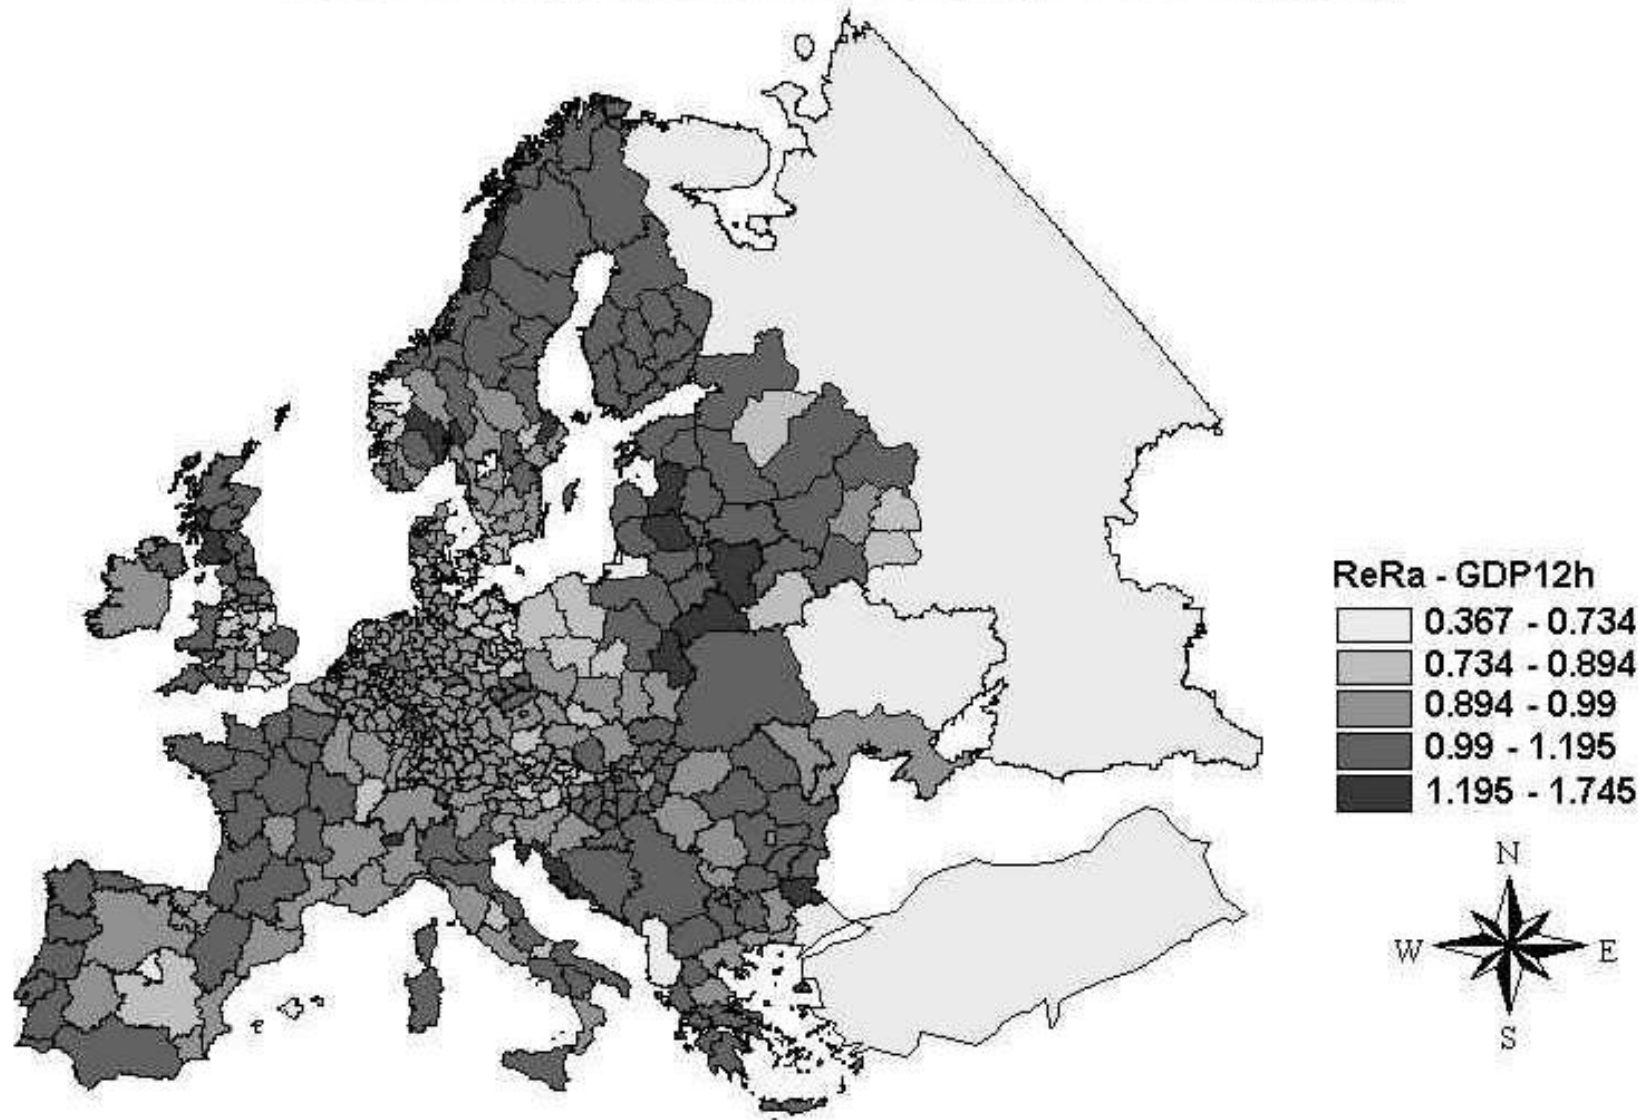 ReRa - GDP12h
0.367 - 0.734
0.734 - 0.894
0.894 - 0.99
0.99 - 1.195
1.195 - 1.745
N
W E
S